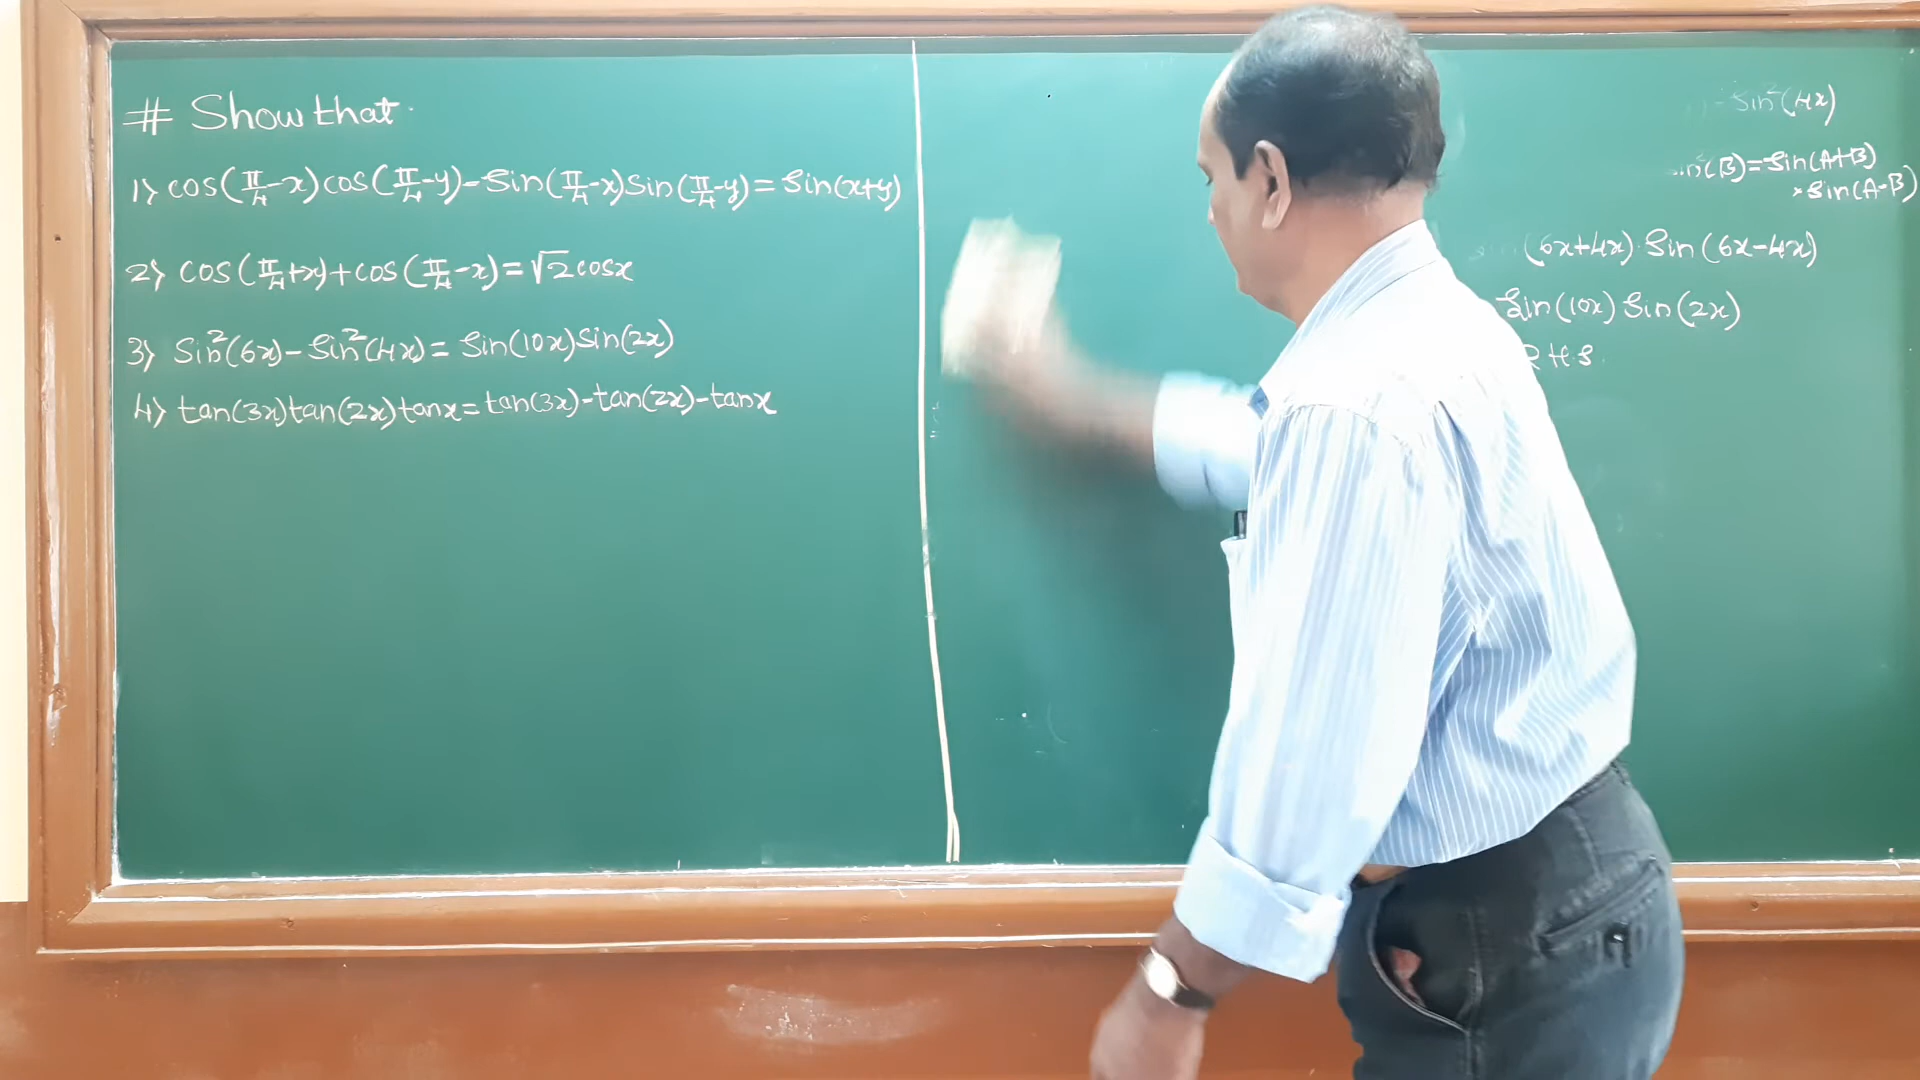 # Show that
1) cos(π/4-x)cos(π/4-y)-Sin(π/4-x)Sin(π/4-y)=Sin(x+y)
2) cos(π/4+x)+cos(π/4-x)=√2cosx
3) Sin²(6x)-Sin²(4x)=Sin(10x)Sin(2x)
4) tan(3x)tan(2x)tanx=tan(3x)-tan(2x)-tanx
-Sin²(4x)
(B)=Sin(A+B)
×Sin(A-B)
(6x+4x)·Sin(6x-4x)
Sin(10x)Sin(2x)
R.H.S.